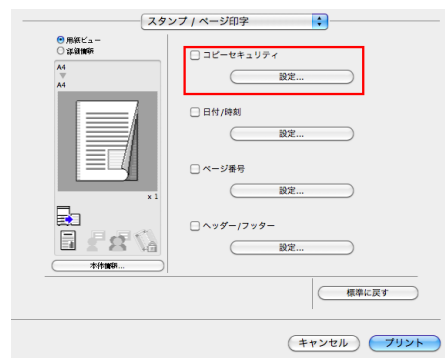 スタンプ / ページ印字
用紙ビュー
詳細情報
A4
A4
x 1
本体情報...
コピーセキュリティ
設定...
日付/時刻
設定...
ページ番号
設定...
ヘッダー/フッター
設定...
標準に戻す
キャンセル
プリント